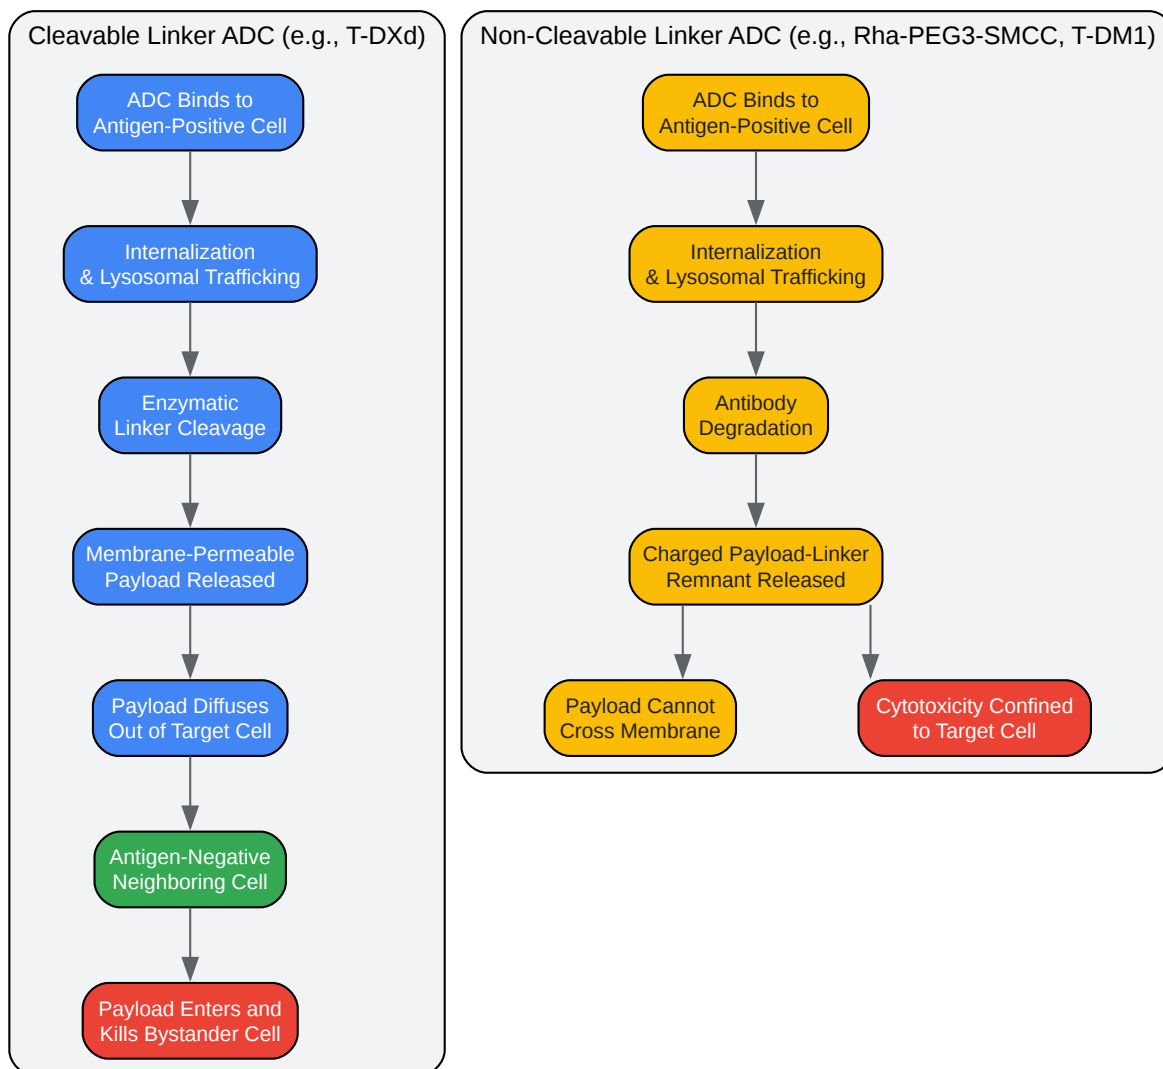 Cleavable Linker ADC (e.g., T-DXd)
ADC Binds to
Antigen-Positive Cell
Internalization
& Lysosomal Trafficking
Enzymatic
Linker Cleavage
Membrane-Permeable
Payload Released
Payload Diffuses
Out of Target Cell
Antigen-Negative
Neighboring Cell
Payload Enters and
Kills Bystander Cell
Non-Cleavable Linker ADC (e.g., Rha-PEG3-SMCC, T-DM1)
ADC Binds to
Antigen-Positive Cell
Internalization
& Lysosomal Trafficking
Antibody
Degradation
Charged Payload-Linker
Remnant Released
Payload Cannot
Cross Membrane
Cytotoxicity Confined
to Target Cell